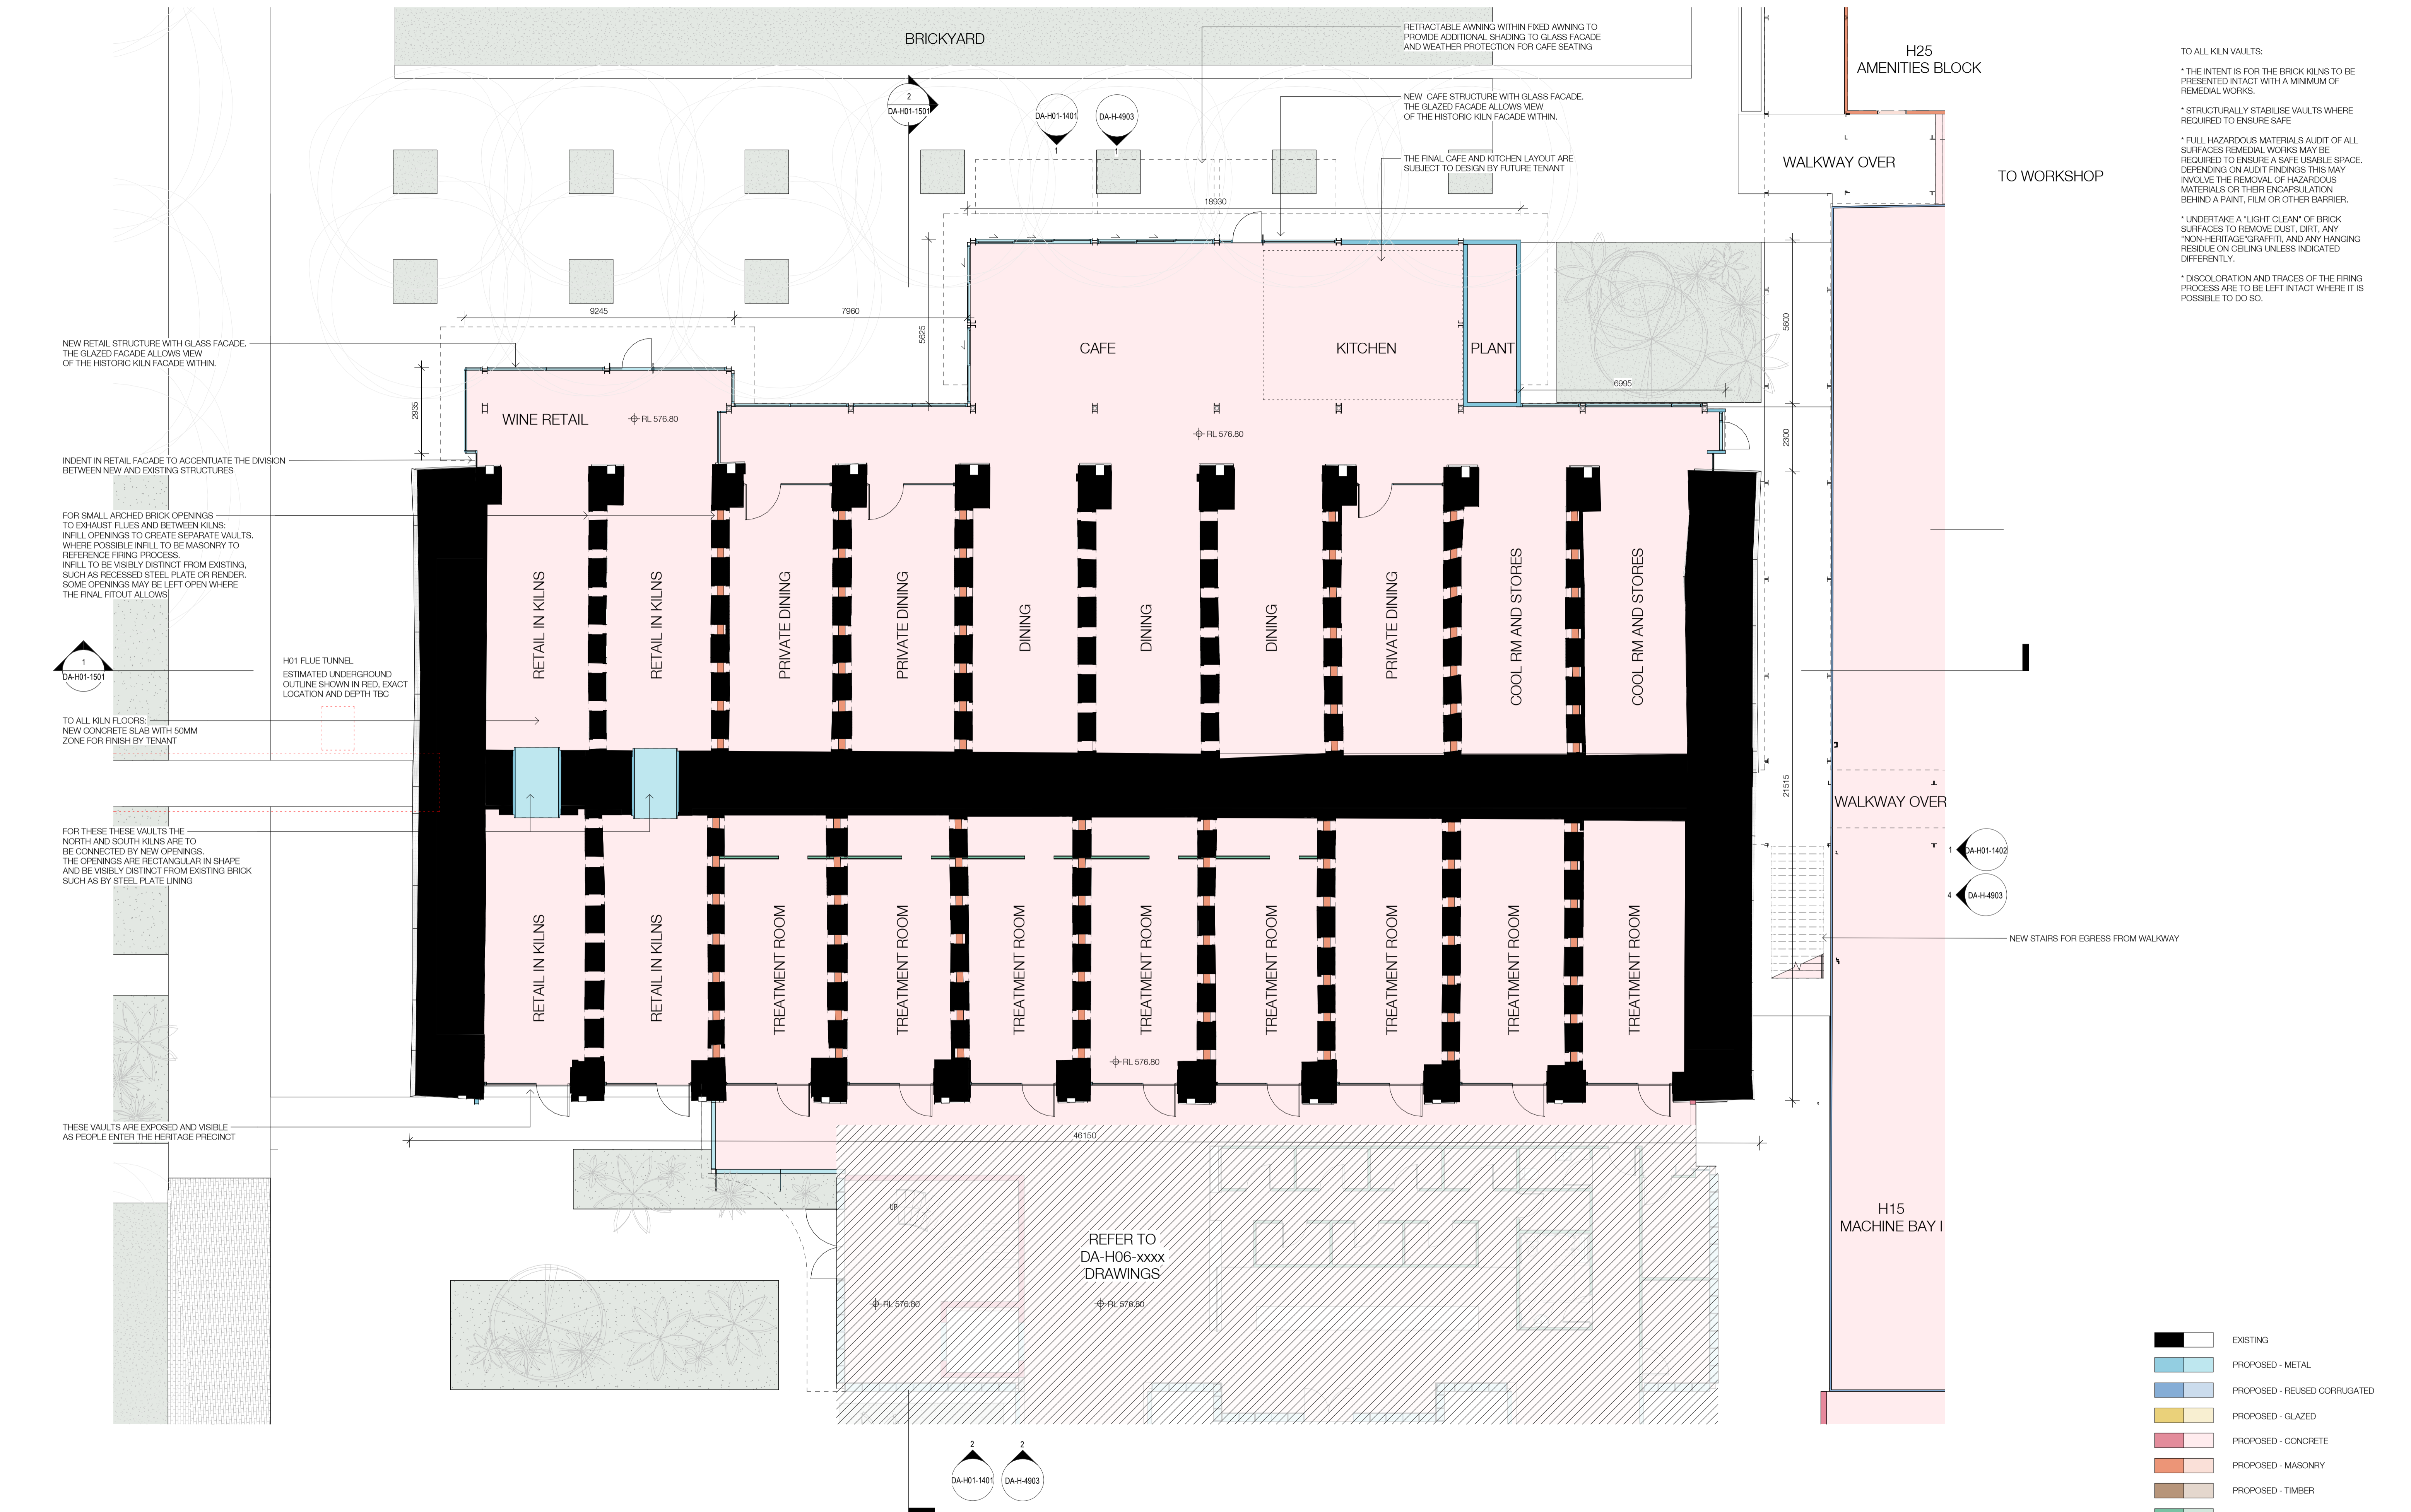 BRICKYARD
RETRACTABLE AWNING WITHIN FIXED AWNING TO
PROVIDE ADDITIONAL SHADING TO GLASS FACADE
AND WEATHER PROTECTION FOR CAFE SEATING
NEW CAFE STRUCTURE WITH GLASS FACADE.
THE GLAZED FACADE ALLOWS VIEW
OF THE HISTORIC KILN FACADE WITHIN.
THE FINAL CAFE AND KITCHEN LAYOUT ARE
SUBJECT TO DESIGN BY FUTURE TENANT
2
DA-H01-1501
DA-H01-1401
1
DA-H-4903
1
H25
AMENITIES BLOCK
WALKWAY OVER
TO WORKSHOP
TO ALL KILN VAULTS:
* THE INTENT IS FOR THE BRICK KILNS TO BE
PRESENTED INTACT WITH A MINIMUM OF
REMEDIAL WORKS.
* STRUCTURALLY STABILISE VAULTS WHERE
REQUIRED TO ENSURE SAFE
* FULL HAZARDOUS MATERIALS AUDIT OF ALL
SURFACES REMEDIAL WORKS MAY BE
REQUIRED TO ENSURE A SAFE USABLE SPACE.
DEPENDING ON AUDIT FINDINGS THIS MAY
INVOLVE THE REMOVAL OF HAZARDOUS
MATERIALS OR THEIR ENCAPSULATION
BEHIND A PAINT, FILM OR OTHER BARRIER.
* UNDERTAKE A "LIGHT CLEAN" OF BRICK
SURFACES TO REMOVE DUST, DIRT, ANY
"NON-HERITAGE"GRAFFITI, AND ANY HANGING
RESIDUE ON CEILING UNLESS INDICATED
DIFFERENTLY.
* DISCOLORATION AND TRACES OF THE FIRING
PROCESS ARE TO BE LEFT INTACT WHERE IT IS
POSSIBLE TO DO SO.
18930
9245
7960
5625
5600
6995
2935
2300
21515
46150
NEW RETAIL STRUCTURE WITH GLASS FACADE.
THE GLAZED FACADE ALLOWS VIEW
OF THE HISTORIC KILN FACADE WITHIN.
CAFE
KITCHEN
PLANT
WINE RETAIL
RL 576.80
RL 576.80
INDENT IN RETAIL FACADE TO ACCENTUATE THE DIVISION
BETWEEN NEW AND EXISTING STRUCTURES
FOR SMALL ARCHED BRICK OPENINGS
TO EXHAUST FLUES AND BETWEEN KILNS:
INFILL OPENINGS TO CREATE SEPARATE VAULTS.
WHERE POSSIBLE INFILL TO BE MASONRY TO
REFERENCE FIRING PROCESS.
INFILL TO BE VISIBLY DISTINCT FROM EXISTING,
SUCH AS RECESSED STEEL PLATE OR RENDER.
SOME OPENINGS MAY BE LEFT OPEN WHERE
THE FINAL FITOUT ALLOWS
RETAIL IN KILNS
RETAIL IN KILNS
PRIVATE DINING
PRIVATE DINING
DINING
DINING
DINING
PRIVATE DINING
COOL RM AND STORES
COOL RM AND STORES
1
DA-H01-1501
H01 FLUE TUNNEL
ESTIMATED UNDERGROUND
OUTLINE SHOWN IN RED, EXACT
LOCATION AND DEPTH TBC
TO ALL KILN FLOORS:
NEW CONCRETE SLAB WITH 50MM
ZONE FOR FINISH BY TENANT
FOR THESE THESE VAULTS THE
NORTH AND SOUTH KILNS ARE TO
BE CONNECTED BY NEW OPENINGS.
THE OPENINGS ARE RECTANGULAR IN SHAPE
AND BE VISIBLY DISTINCT FROM EXISTING BRICK
SUCH AS BY STEEL PLATE LINING
WALKWAY OVER
1
DA-H01-1402
4
DA-H-4903
NEW STAIRS FOR EGRESS FROM WALKWAY
RETAIL IN KILNS
RETAIL IN KILNS
TREATMENT ROOM
TREATMENT ROOM
TREATMENT ROOM
TREATMENT ROOM
TREATMENT ROOM
TREATMENT ROOM
TREATMENT ROOM
TREATMENT ROOM
RL 576.80
THESE VAULTS ARE EXPOSED AND VISIBLE
AS PEOPLE ENTER THE HERITAGE PRECINCT
UP
REFER TO
DA-H06-xxxx
DRAWINGS
RL 576.80
RL 576.80
H15
MACHINE BAY I
2
DA-H01-1401
2
DA-H-4903
EXISTING
PROPOSED - METAL
PROPOSED - REUSED CORRUGATED
PROPOSED - GLAZED
PROPOSED - CONCRETE
PROPOSED - MASONRY
PROPOSED - TIMBER